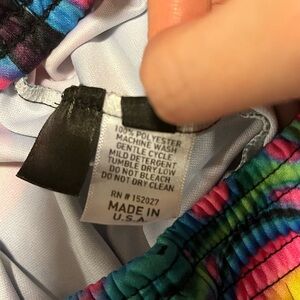 100% POLYESTER
MACHINE WASH
GENTLE CYCLE
MILD DETERGENT
TUMBLE DRY LOW
DO NOT BLEACH
DO NOT DRY CLEAN
RN # 152027
MADE IN
U.S.A.